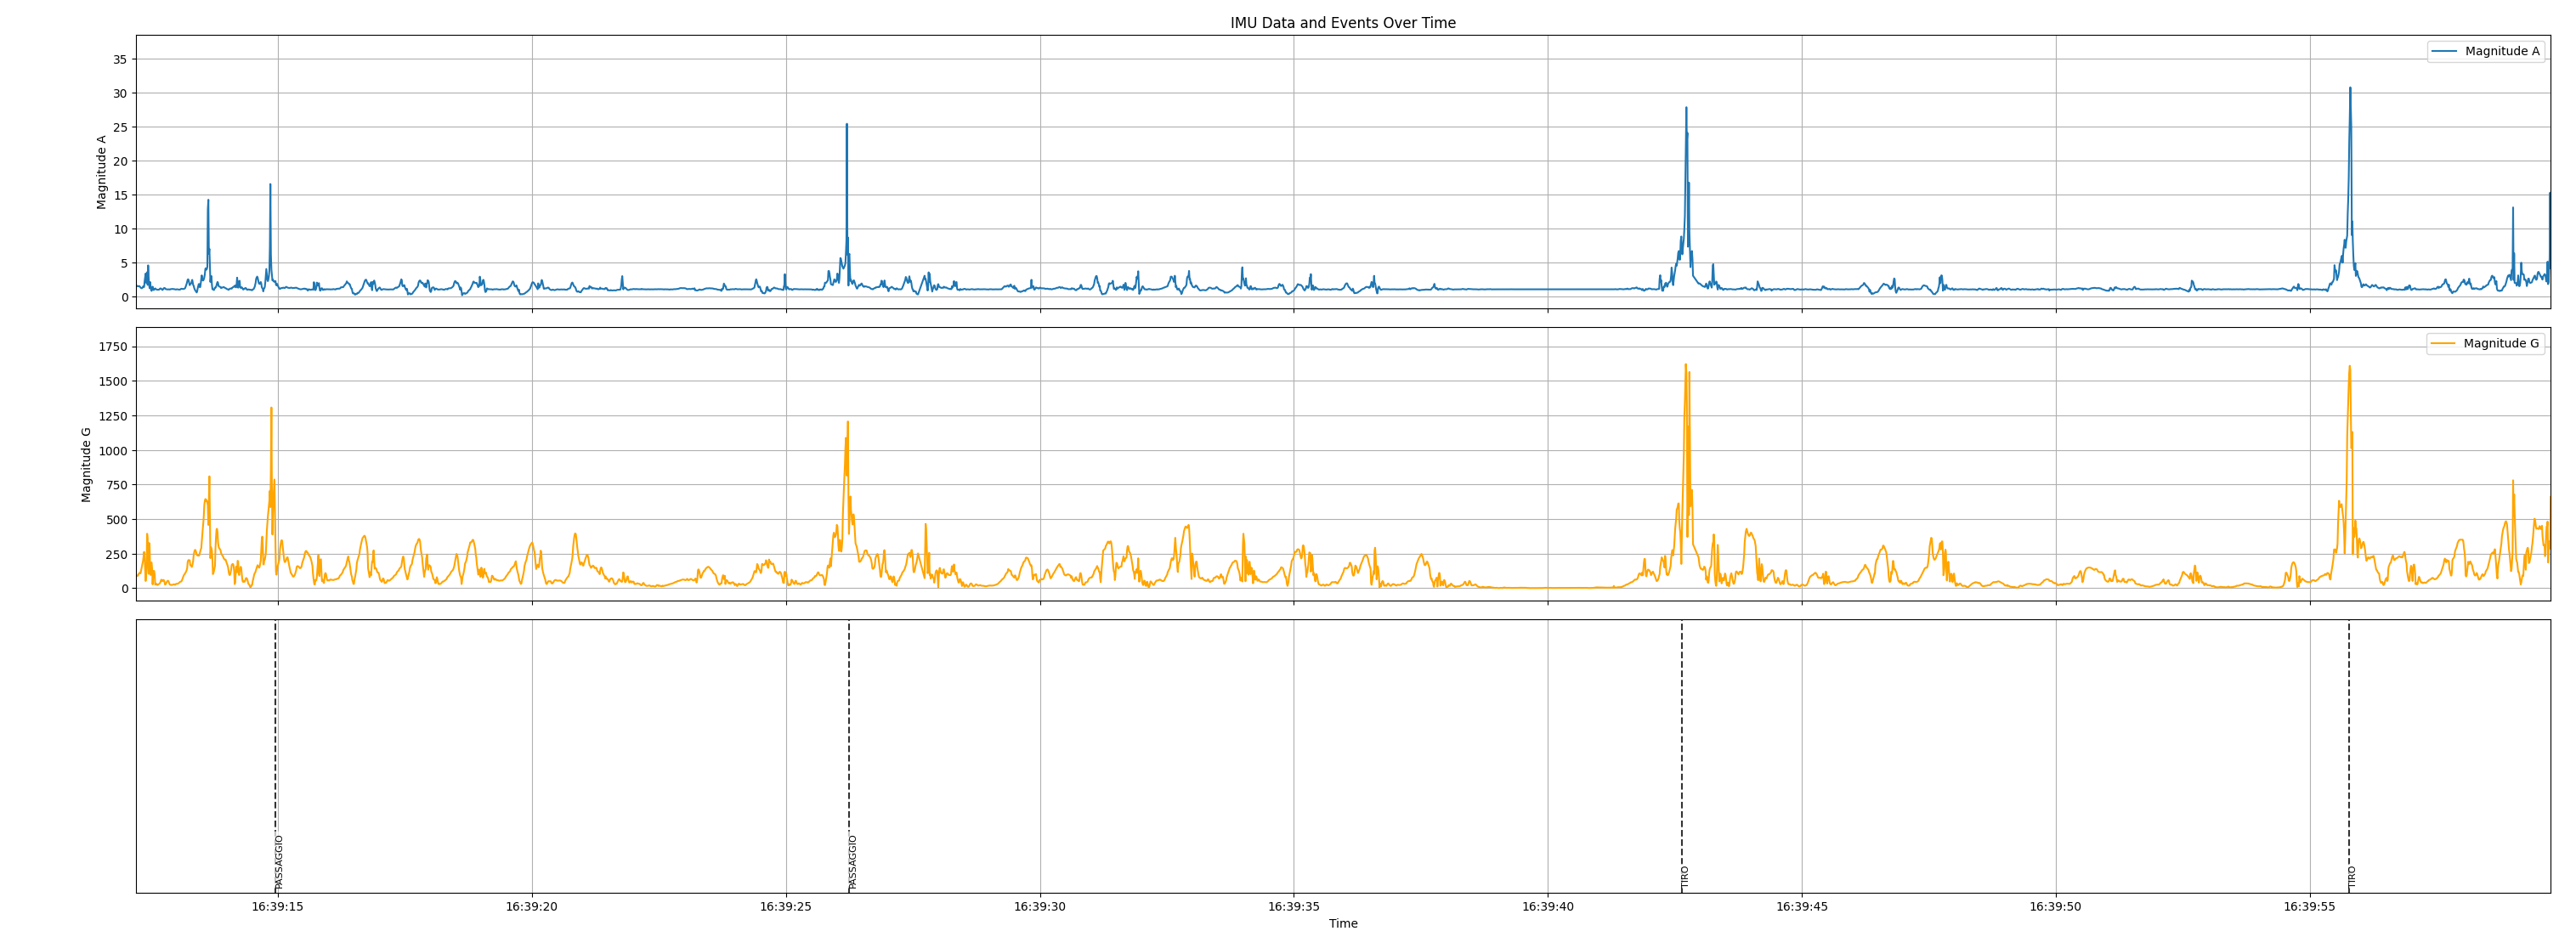 IMU Data and Events Over Time
Magnitude A
35
30
25
20
15
10
5
0
Magnitude A
Magnitude G
1750
1500
1250
1000
750
500
250
0
Magnitude G
PASSAGGIO
PASSAGGIO
TIRO
TIRO
16:39:15
16:39:20
16:39:25
16:39:30
16:39:35
16:39:40
16:39:45
16:39:50
16:39:55
Time